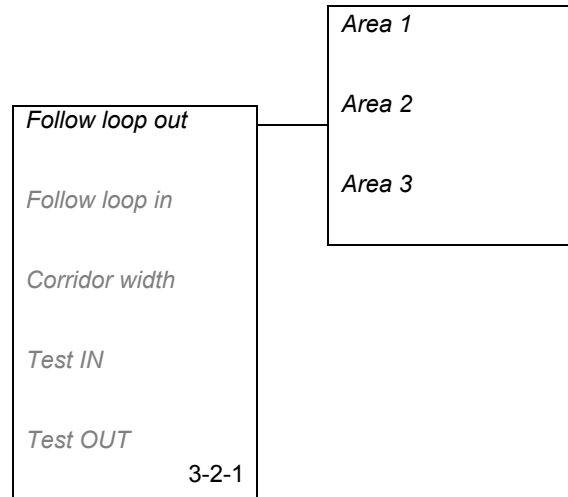 Area 1
Area 2
Area 3
Follow loop out
Follow loop in
Corridor width
Test IN
Test OUT
3-2-1